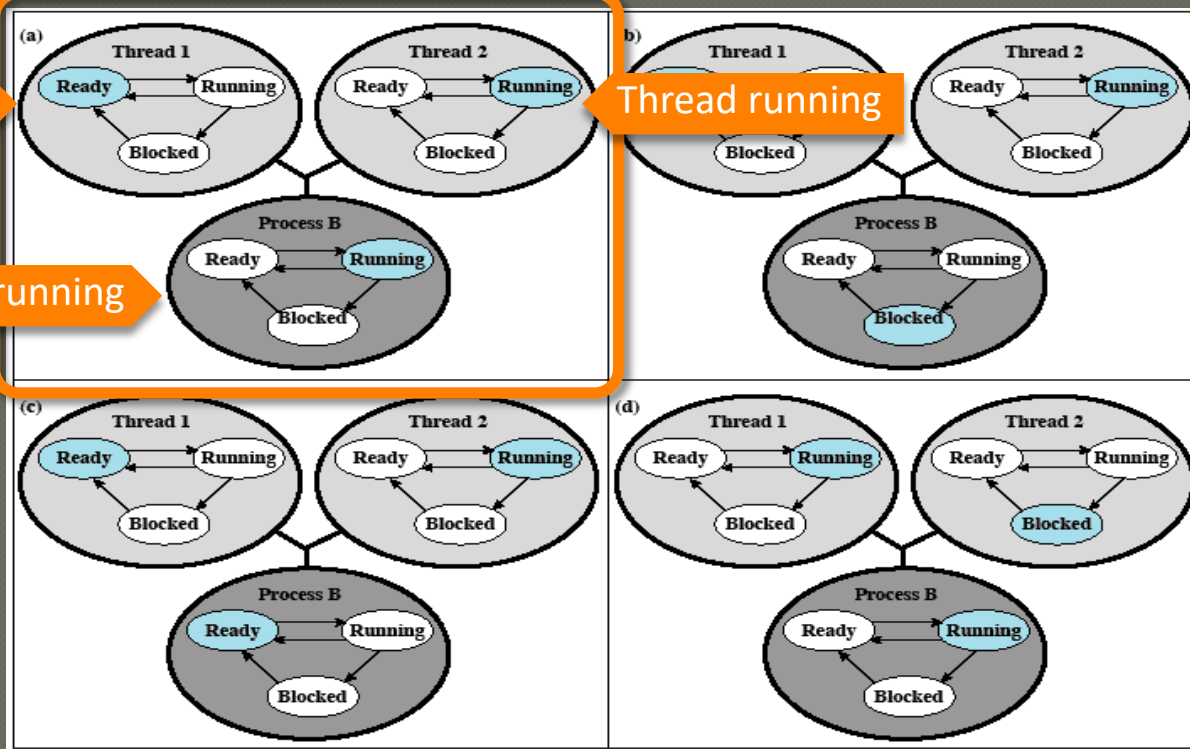 (a)
Thread 1
Ready
Running
Blocked
Thread 2
Ready
Running
Blocked
Process B
Ready
Running
Blocked
Thread running
running
b)
Thread 1
Blocked
Thread 2
Ready
Running
Blocked
Process B
Ready
Running
Blocked
(c)
Thread 1
Ready
Running
Blocked
Thread 2
Ready
Running
Blocked
Process B
Ready
Running
Blocked
(d)
Thread 1
Ready
Running
Blocked
Thread 2
Ready
Running
Blocked
Process B
Ready
Running
Blocked